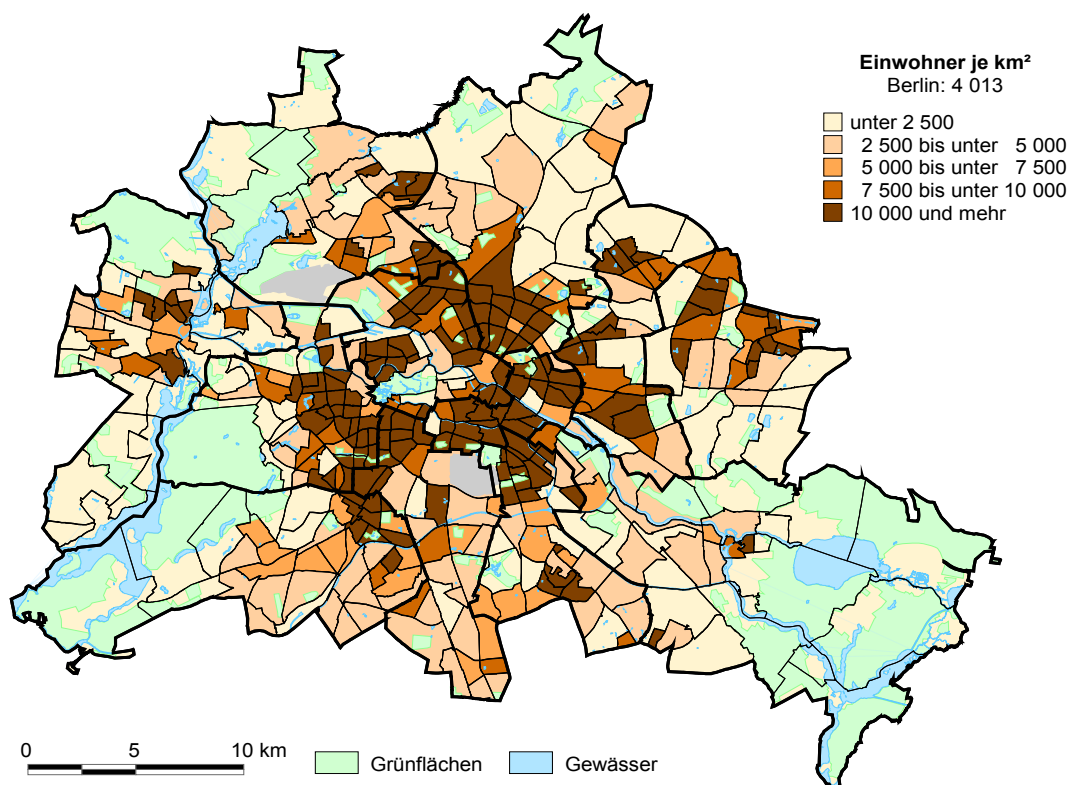 Einwohner je km²
Berlin: 4 013
unter 2 500
2 500 bis unter 5 000
5 000 bis unter 7 500
7 500 bis unter 10 000
10 000 und mehr
0 5 10 km
Grünflächen Gewässer